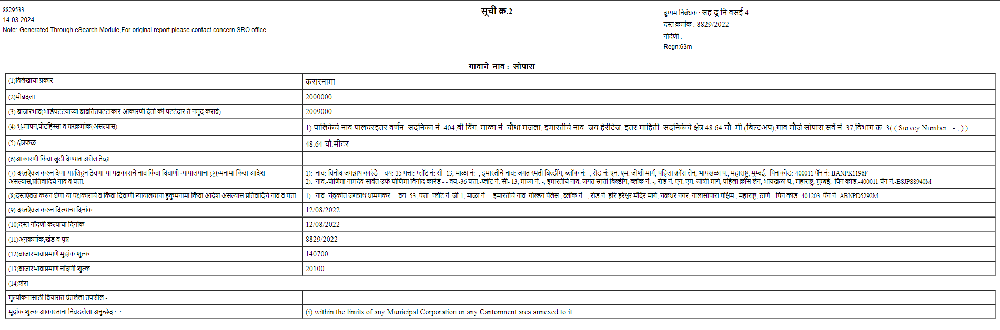 8829533
14-03-2024
Note:-Generated Through eSearch Module,For original report please contact concern SRO office.
सूची क्र.2
दुय्यम निबंधक : सह दु.नि.वसई 4
दस्त क्रमांक : 8829/2022
नोदंणी :
Regn:63m
गावाचे नाव : सोपारा
(1)विलेखाचा प्रकार
करारनामा
(2)मोबदला
2000000
(3) बाजारभाव(भाडेपटटयाच्या बाबतितपटटाकार आकारणी देतो की पटटेदार ते नमुद करावे)
2009000
(4) भू-मापन,पोटहिस्सा व घरक्रमांक(असल्यास)
1) पालिकेचे नाव:पालघरइतर वर्णन :सदनिका नं: 404,बी विंग, माळा नं: चौथा मजला, इमारतीचे नाव: जय हेरीटेज, इतर माहिती: सदनिकेचे क्षेत्र 48.64 चौ. मी.(बिल्टअप),गाव मौजे सोपारा,सर्वे नं. 37,विभाग क्र. 3( ( Survey Number : - ; ) )
(5) क्षेत्रफळ
48.64 चौ.मीटर
(6)आकारणी किंवा जुडी देण्यात असेल तेव्हा.
(7) दस्तऐवज करुन देणा-या/लिहून ठेवणा-या पक्षकाराचे नाव किंवा दिवाणी न्यायालयाचा हुकुमनामा किंवा आदेश
असल्यास,प्रतिवादिचे नाव व पत्ता.
1): नाव:-विनोद जगन्नाथ कारंडे - वय:-35 पत्ता:-प्लॉट नं: सी- 13, माळा नं: -, इमारतीचे नाव: जगत स्मृती बिल्डींग, ब्लॉक नं: -, रोड नं: एन. एम. जोशी मार्ग, पहिला क्रॉस लेन, भायखळा प., महाराष्ट्र, मुम्बई. पिन कोड:-400011 पॅन नं:-BANPK1196F
2): नाव:-पौर्णिमा नामदेव सावंत उर्फ पौर्णिमा विनोद कारंडे - - वय:-36 पत्ता:-प्लॉट नं: सी- 13, माळा नं: -, इमारतीचे नाव: जगत स्मृती बिल्डींग, ब्लॉक नं: -, रोड नं: एन. एम. जोशी मार्ग, पहिला क्रॉस लेन, भायखळा प., महाराष्ट्र, मुम्बई. पिन कोड:-400011 पॅन नं:-BSJPS8940M
(8)दस्तऐवज करुन घेणा-या पक्षकाराचे व किंवा दिवाणी न्यायालयाचा हुकुमनामा किंवा आदेश असल्यास,प्रतिवादिचे नाव व पत्ता
1): नाव:-चंद्रकांत जगन्नाथ धामणकर - वय:-53; पत्ता:-प्लॉट नं: जी-1, माळा नं: -, इमारतीचे नाव: गोल्डन पॅलेस , ब्लॉक नं: -, रोड नं: हरि हरेश्वर मंदिर मागे, चक्रधर नगर, नालासोपारा पश्चिम , महाराष्ट्र, ठाणे. पिन कोड:-401203 पॅन नं:-ABNPD5292M
(9) दस्तऐवज करुन दिल्याचा दिनांक
12/08/2022
(10)दस्त नोंदणी केल्याचा दिनांक
12/08/2022
(11)अनुक्रमांक,खंड व पृष्ठ
8829/2022
(12)बाजारभावाप्रमाणे मुद्रांक शुल्क
140700
(13)बाजारभावाप्रमाणे नोंदणी शुल्क
20100
(14)शेरा
मुल्यांकनासाठी विचारात घेतलेला तपशील:-:
मुद्रांक शुल्क आकारताना निवडलेला अनुच्छेद :- :
(i) within the limits of any Municipal Corporation or any Cantonment area annexed to it.